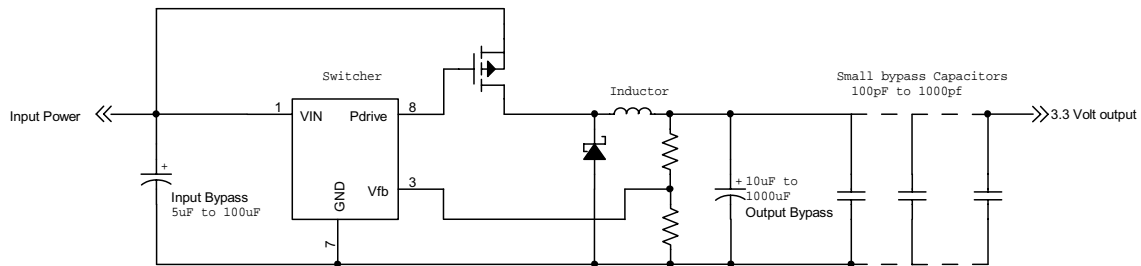 Switcher
Small bypass Capacitors
100pF to 1000pf
Inductor
Input Power
1
VIN
Pdrive
8
3.3 Volt output
Vfb
3
GND
7
+
Input Bypass
5uF to 100uF
+
10uF to
1000uF
Output Bypass